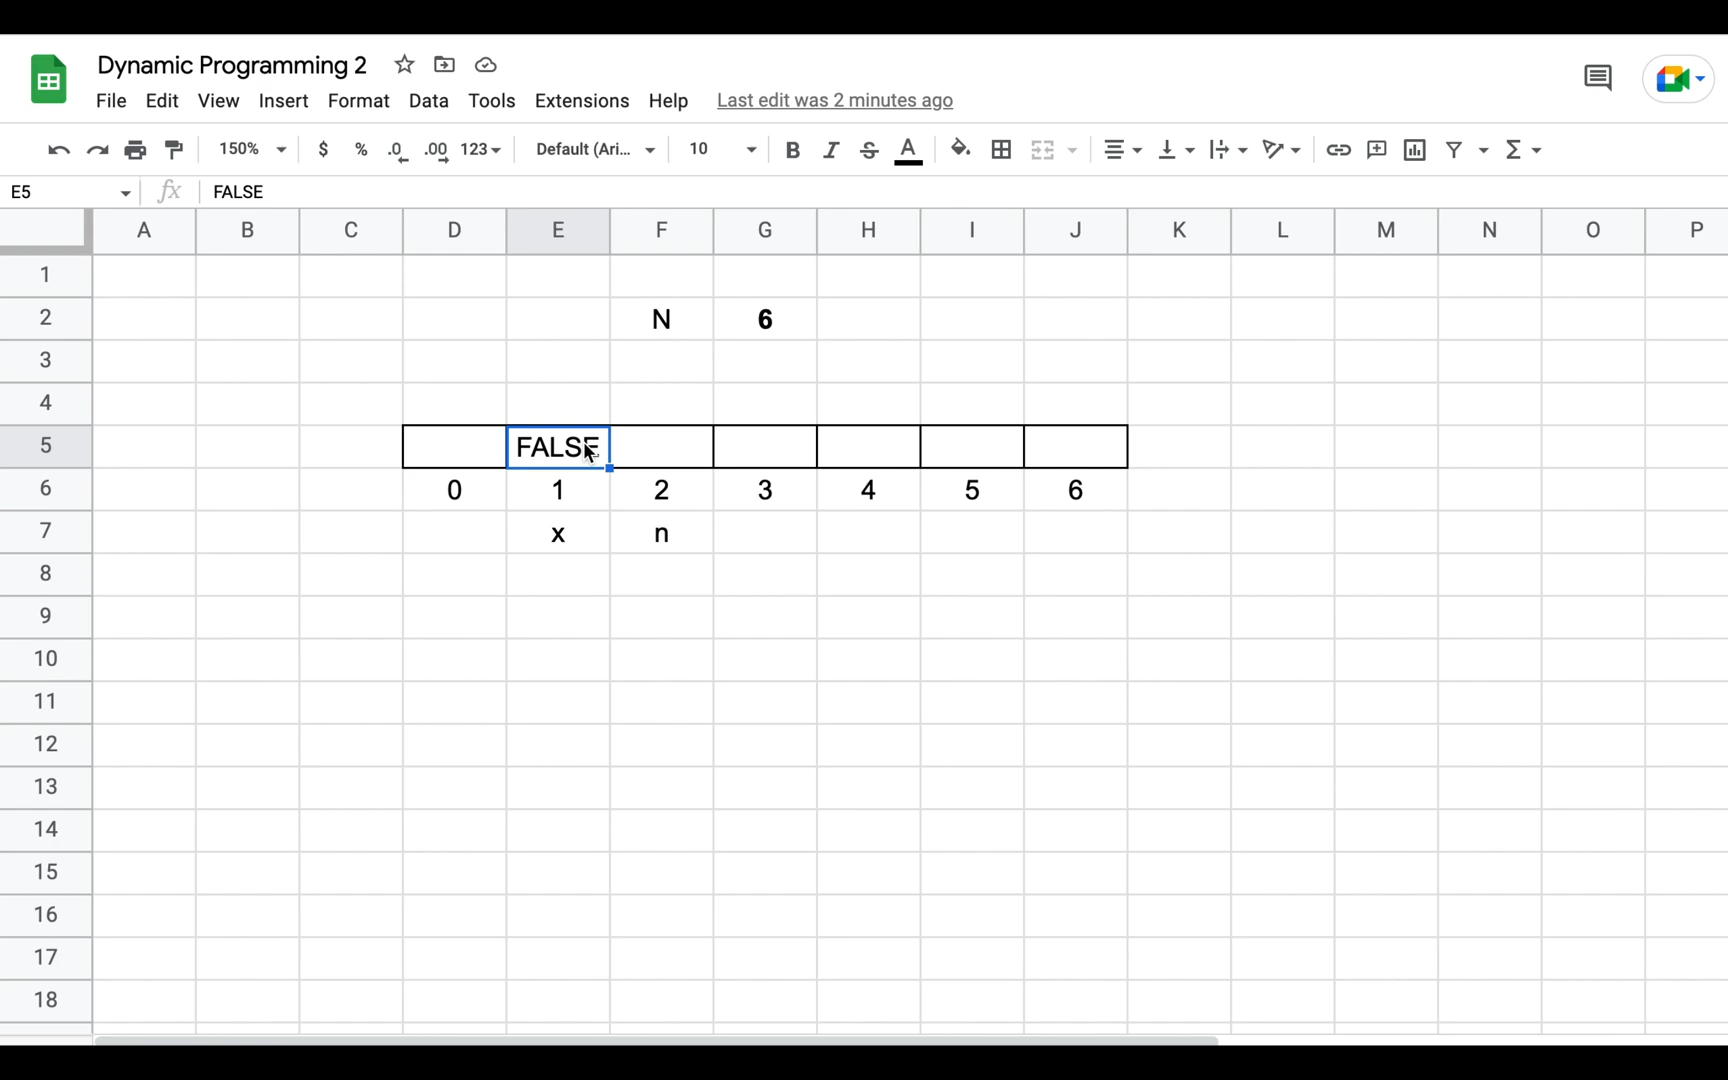 Dynamic Programming 2
File Edit View Insert Format Data Tools Extensions Help Last edit was 2 minutes ago
150% $ % .0 .00 123 Default (Ari... 10 B I S A
E5 fx FALSE
A B C D E F G H I J K L M N O P
1
2 N 6
3
4
5 FALSE
6 0 1 2 3 4 5 6
7 x n
8
9
10
11
12
13
14
15
16
17
18